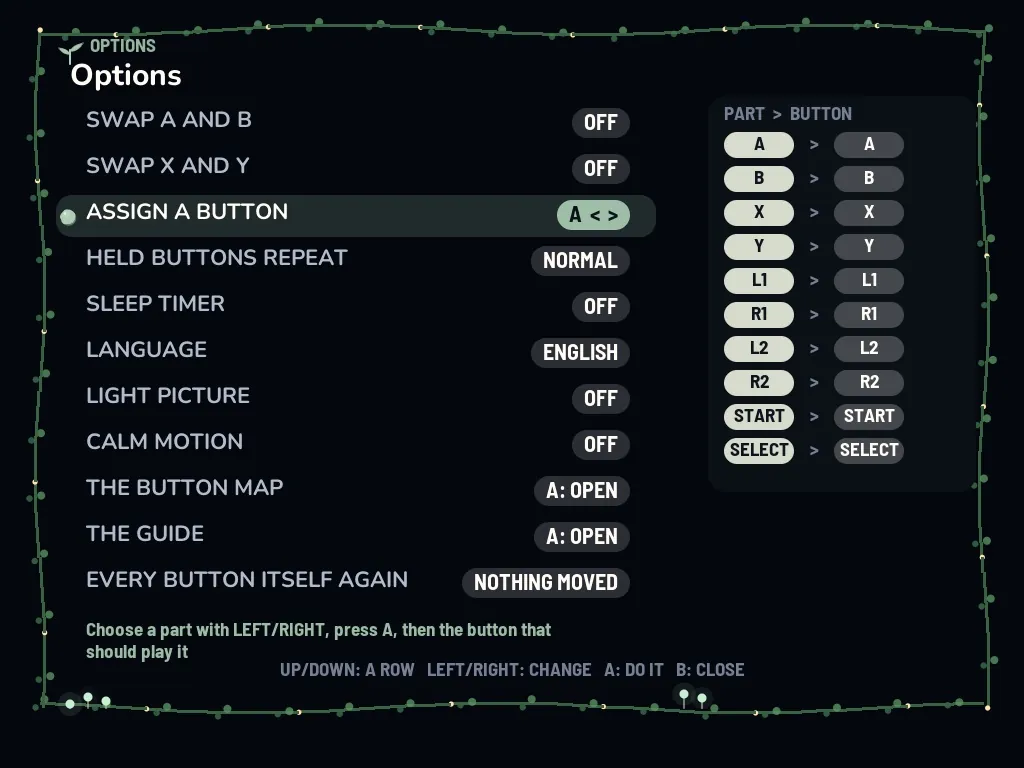 OPTIONS
Options
SWAP A AND B OFF
SWAP X AND Y OFF
ASSIGN A BUTTON A < >
HELD BUTTONS REPEAT NORMAL
SLEEP TIMER OFF
LANGUAGE ENGLISH
LIGHT PICTURE OFF
CALM MOTION OFF
THE BUTTON MAP A: OPEN
THE GUIDE A: OPEN
EVERY BUTTON ITSELF AGAIN NOTHING MOVED
Choose a part with LEFT/RIGHT, press A, then the button that
should play it
UP/DOWN: A ROW LEFT/RIGHT: CHANGE A: DO IT B: CLOSE
PART > BUTTON
A > A
B > B
X > X
Y > Y
L1 > L1
R1 > R1
L2 > L2
R2 > R2
START > START
SELECT > SELECT